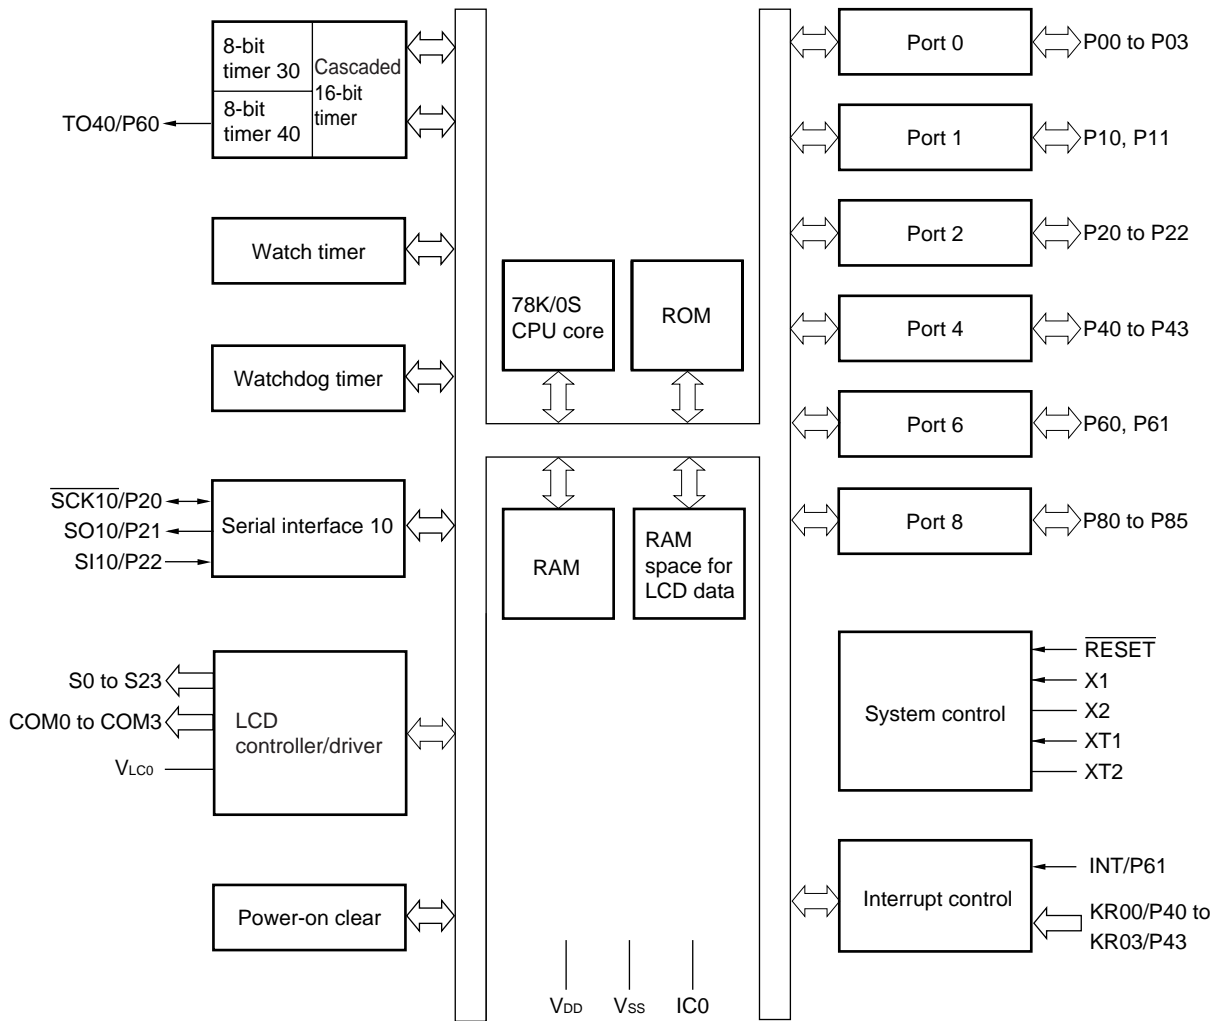 8-bit
timer 30
Cascaded
16-bit
timer
8-bit
timer 40
TO40/P60
Watch timer
Watchdog timer
SCK10/P20
SO10/P21
SI10/P22
Serial interface 10
S0 to S23
COM0 to COM3
VLC0
LCD
controller/driver
Power-on clear
78K/0S
CPU core
ROM
RAM
RAM
space for
LCD data
VDD
VSS
IC0
Port 0
P00 to P03
Port 1
P10, P11
Port 2
P20 to P22
Port 4
P40 to P43
Port 6
P60, P61
Port 8
P80 to P85
System control
RESET
X1
X2
XT1
XT2
Interrupt control
INT/P61
KR00/P40 to
KR03/P43